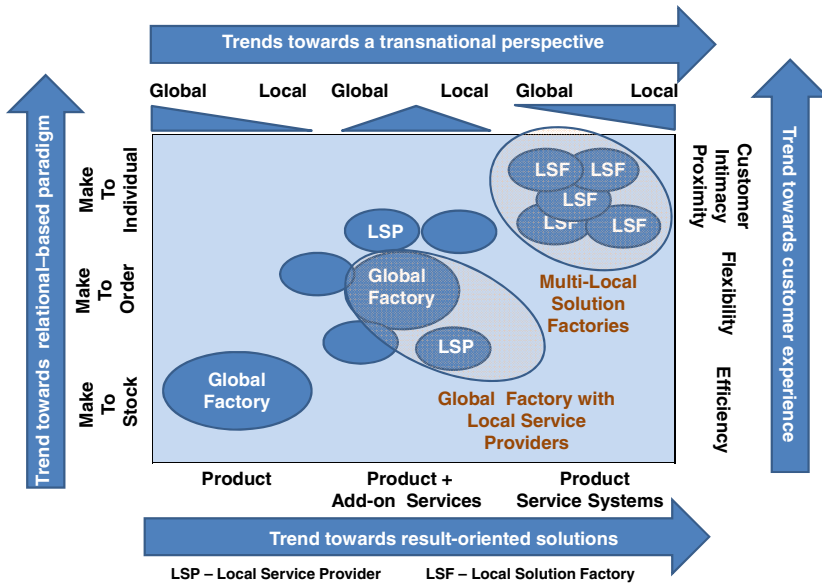 Trends towards a transnational perspective
Global Local Global Local Global Local
Trend towards relational–based paradigm
Make
To
Individual
Make
To
Order
Make
To
Stock
LSF LSF
LSF
LSF LSF
LSP
Global
Factory
LSP
Global
Factory
Multi-Local
Solution
Factories
Global Factory with
Local Service
Providers
Customer
Intimacy
Proximity
Flexibility
Efficiency
Trend towards customer experience
Product
Product +
Add-on Services
Product
Service Systems
Trend towards result-oriented solutions
LSP – Local Service Provider LSF – Local Solution Factory